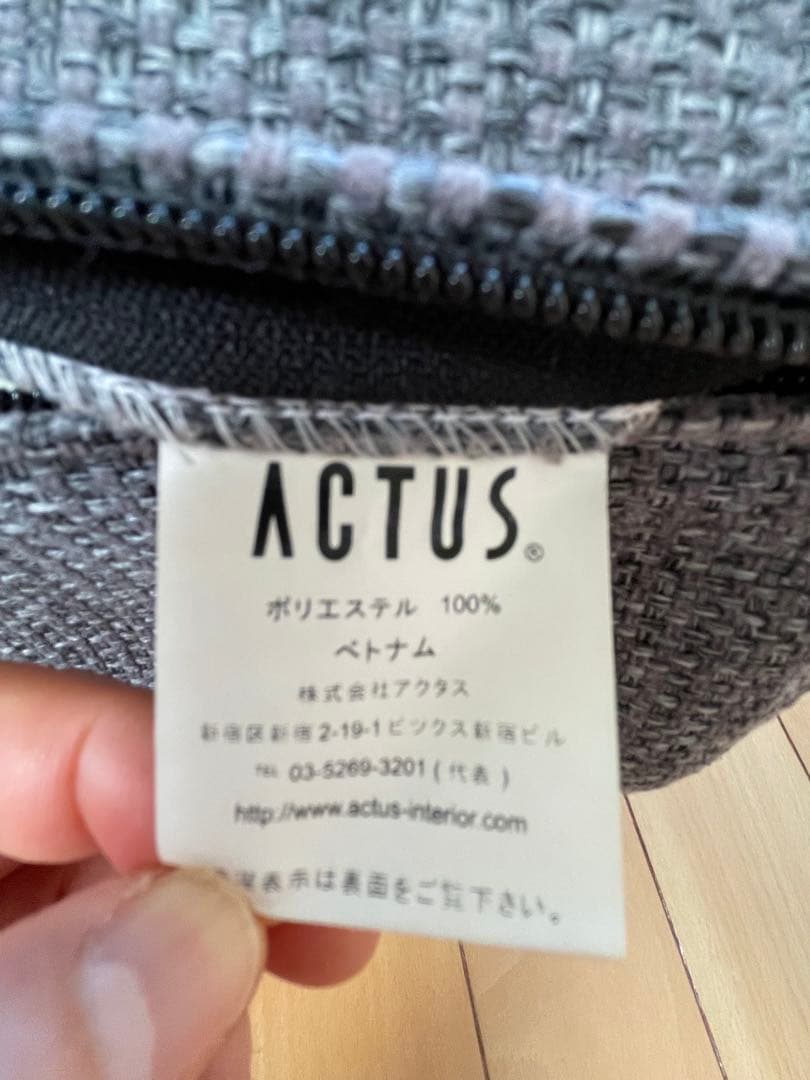 ACTUS®
ポリエステル 100%
ベトナム
株式会社アクタス
新宿区新宿2-19-1ビックス新宿ビル
TEL 03-5269-3201(代表)
http://www.actus-interior.com
表示は表面をご覧下さい。